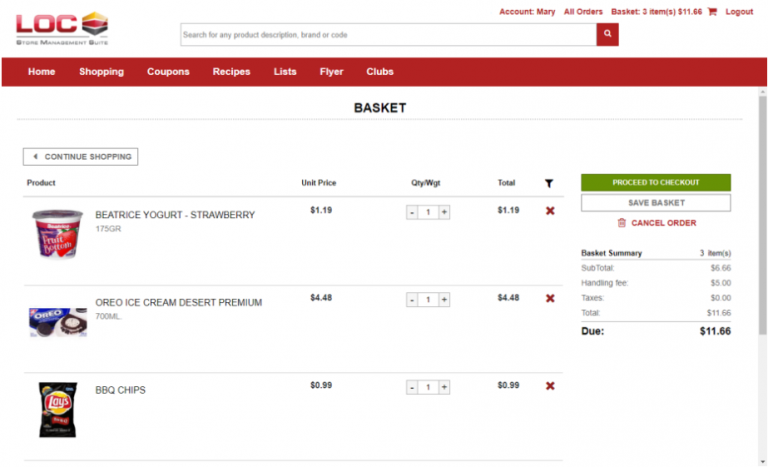 Account: Mary All Orders Basket: 3 item(s) $11.66 Logout
LOC
STORE MANAGEMENT SUITE
Search for any product description, brand or code
Home Shopping Coupons Recipes Lists Flyer Clubs
BASKET
CONTINUE SHOPPING
Product Unit Price Qty/Wgt Total
BEATRICE YOGURT - STRAWBERRY $1.19 - 1 + $1.19
175GR
Beatrice
Fruit
Bottom
OREO ICE CREAM DESERT PREMIUM $4.48 - 1 + $4.48
700ML.
OREO
BBQ CHIPS $0.99 - 1 + $0.99
Lay's
PROCEED TO CHECKOUT
SAVE BASKET
CANCEL ORDER
Basket Summary 3 item(s)
SubTotal: $6.66
Handling fee: $5.00
Taxes: $0.00
Total: $11.66
Due: $11.66